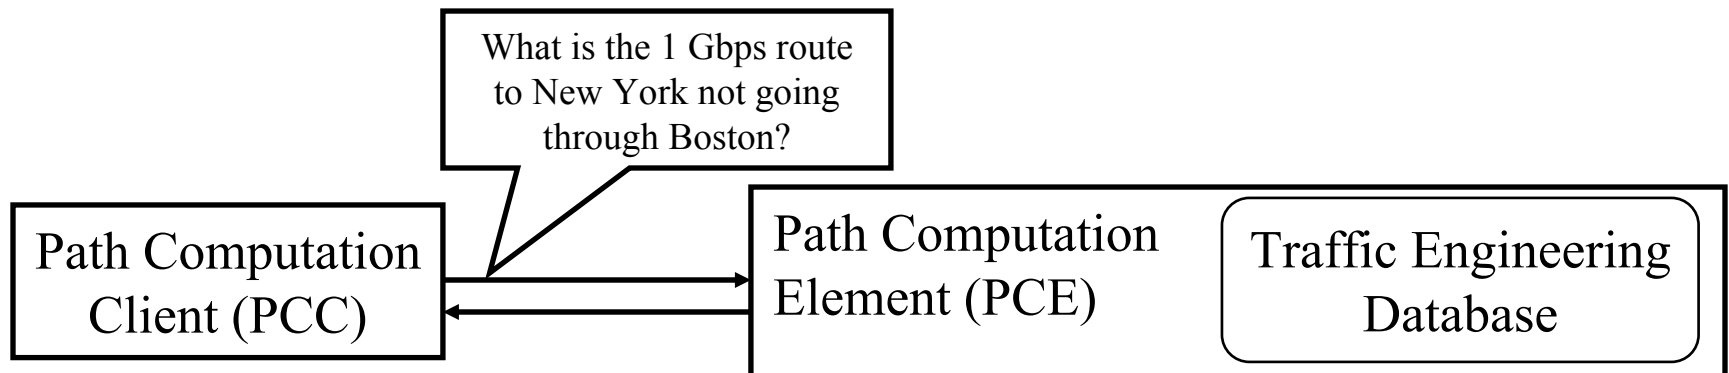 What is the 1 Gbps route
to New York not going
through Boston?
Path Computation
Client (PCC)
Path Computation
Element (PCE)
Traffic Engineering
Database